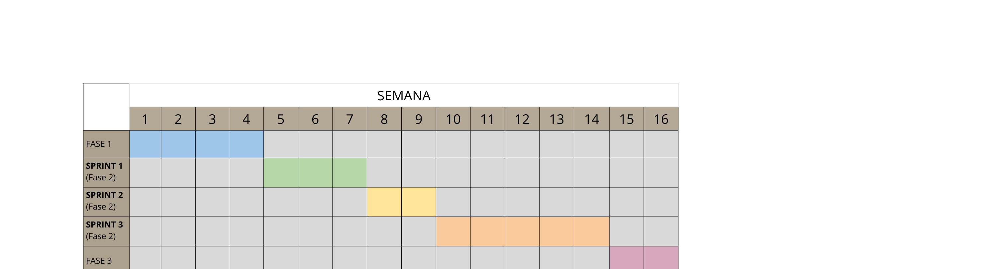 SEMANA
1 2 3 4 5 6 7 8 9 10 11 12 13 14 15 16
FASE 1
SPRINT 1
(Fase 2)
SPRINT 2
(Fase 2)
SPRINT 3
(Fase 2)
FASE 3